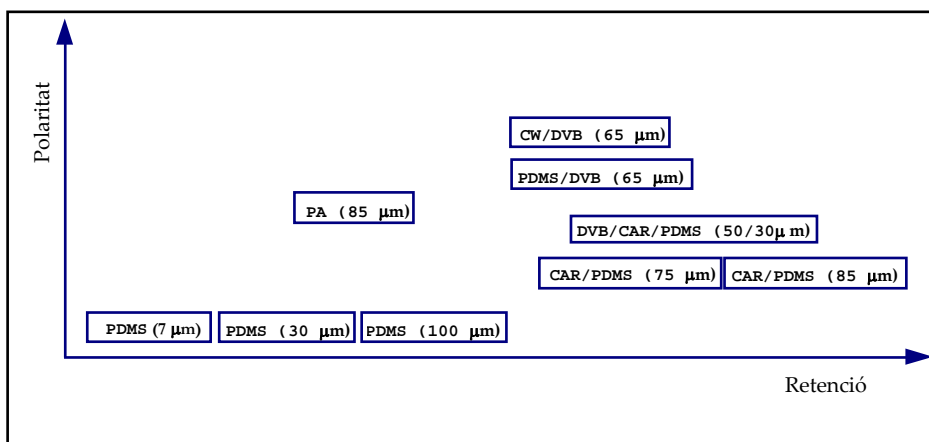 Polaritat
CW/DVB (65 µm)
PDMS/DVB (65 µm)
PA (85 µm)
DVB/CAR/PDMS (50/30µ m)
CAR/PDMS (75 µm)
CAR/PDMS (85 µm)
PDMS (7 µm)
PDMS (30 µm)
PDMS (100 µm)
Retenció